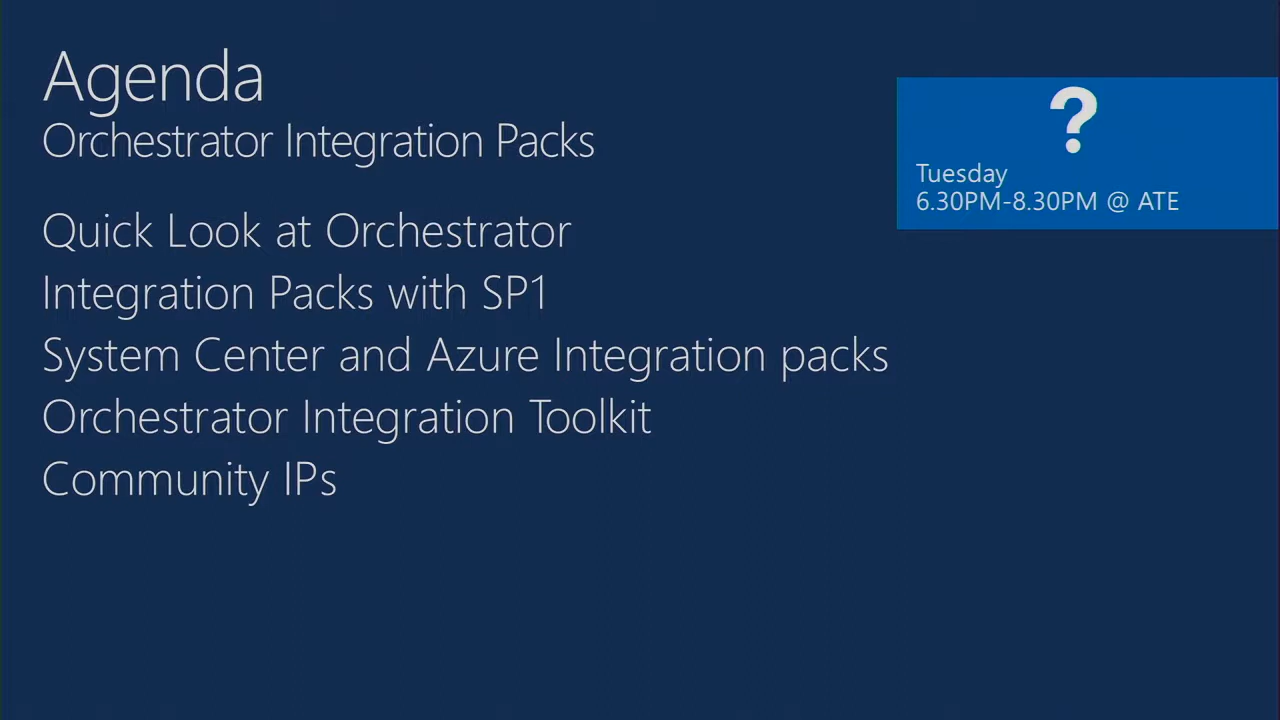 Agenda
Orchestrator Integration Packs
?
Tuesday
6.30PM-8.30PM @ ATE
Quick Look at Orchestrator
Integration Packs with SP1
System Center and Azure Integration packs
Orchestrator Integration Toolkit
Community IPs